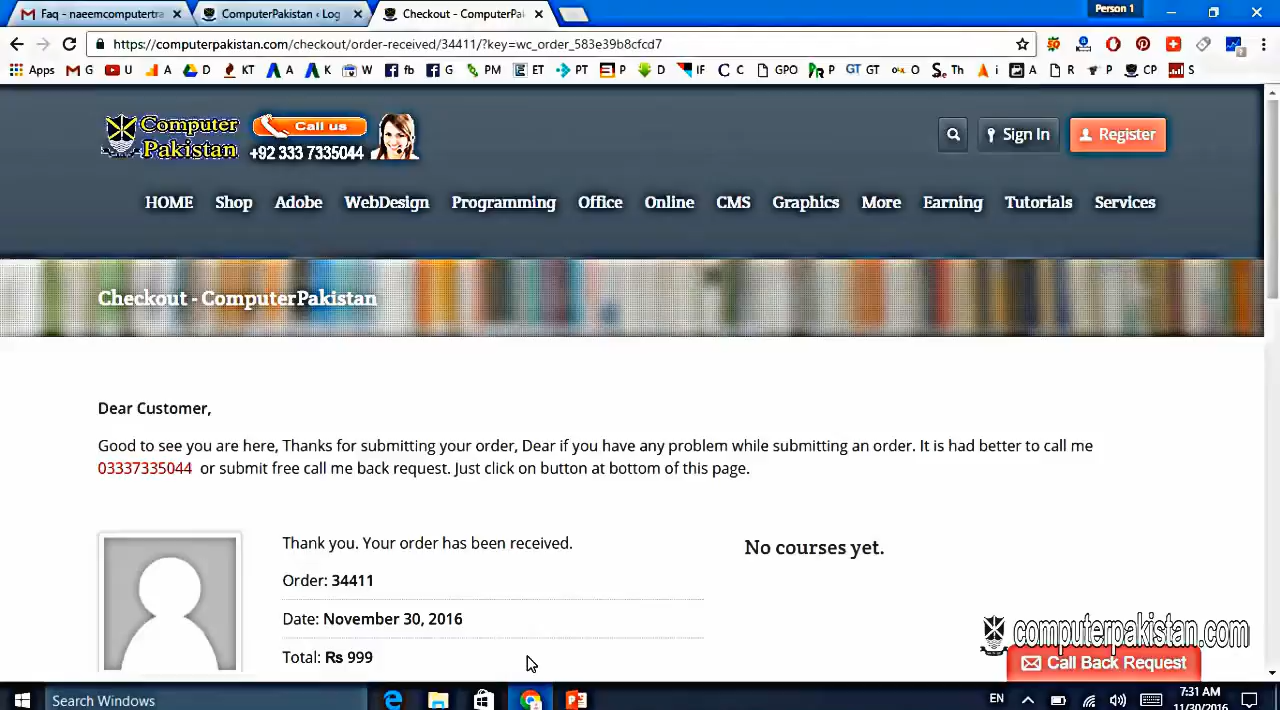 Faq - naeemcomputertra
ComputerPakistan ‹ Log
Checkout - ComputerPak
Person 1
https://computerpakistan.com/checkout/order-received/34411/?key=wc_order_583e39b8cfcd7
Apps G U A D KT A K W fb G PM ET PT P D IF C GPO P GT O Th i A R P CP S
Computer Pakistan
Call us
+92 333 7335044
Sign In
Register
HOME Shop Adobe WebDesign Programming Office Online CMS Graphics More Earning Tutorials Services
Checkout - ComputerPakistan
Dear Customer,
Good to see you are here, Thanks for submitting your order, Dear if you have any problem while submitting an order. It is had better to call me
03337335044 or submit free call me back request. Just click on button at bottom of this page.
Thank you. Your order has been received.
No courses yet.
Order: 34411
Date: November 30, 2016
Total: Rs 999
computerpakistan.com
Call Back Request
Search Windows
EN
7:31 AM
11/30/2016